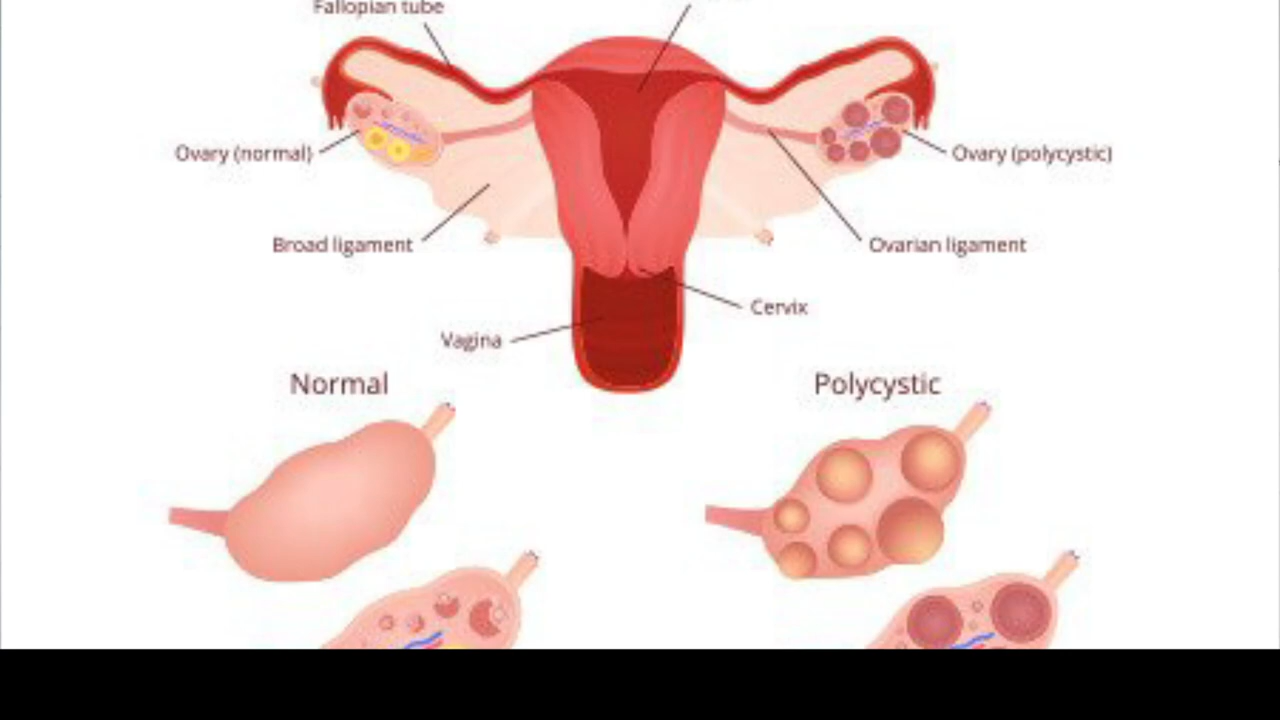 Fallopian tube
Ovary (normal)
Ovary (polycystic)
Broad ligament
Ovarian ligament
Cervix
Vagina
Normal
Polycystic